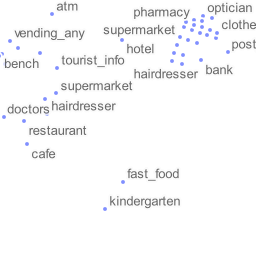 atm
pharmacy
optician
vending_any
supermarket
clothe
hotel
post
bench
tourist_info
hairdresser
bank
supermarket
doctors
hairdresser
restaurant
cafe
fast_food
kindergarten